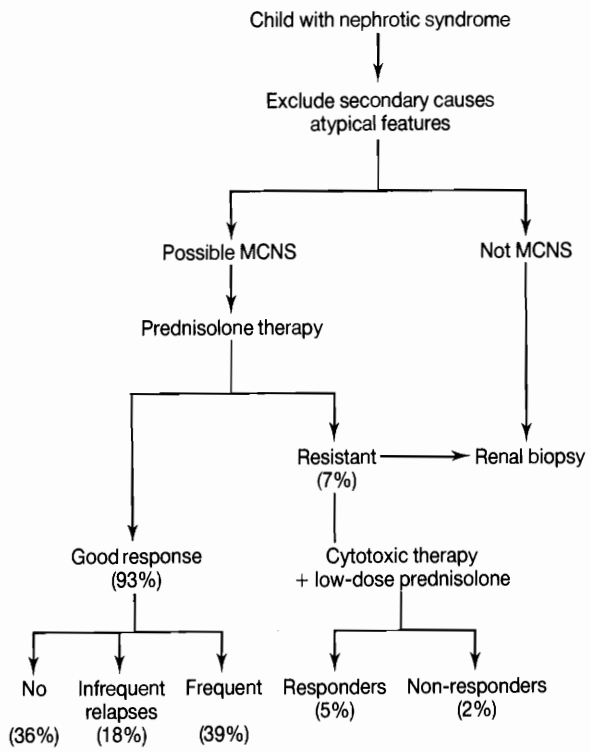 Child with nephrotic syndrome
Exclude secondary causes
atypical features
Possible MCNS
Not MCNS
Prednisolone therapy
Resistant
(7%)
Renal biopsy
Good response
(93%)
Cytotoxic therapy
+ low-dose prednisolone
No
(36%)
Infrequent
relapses
(18%)
Frequent
(39%)
Responders
(5%)
Non-responders
(2%)